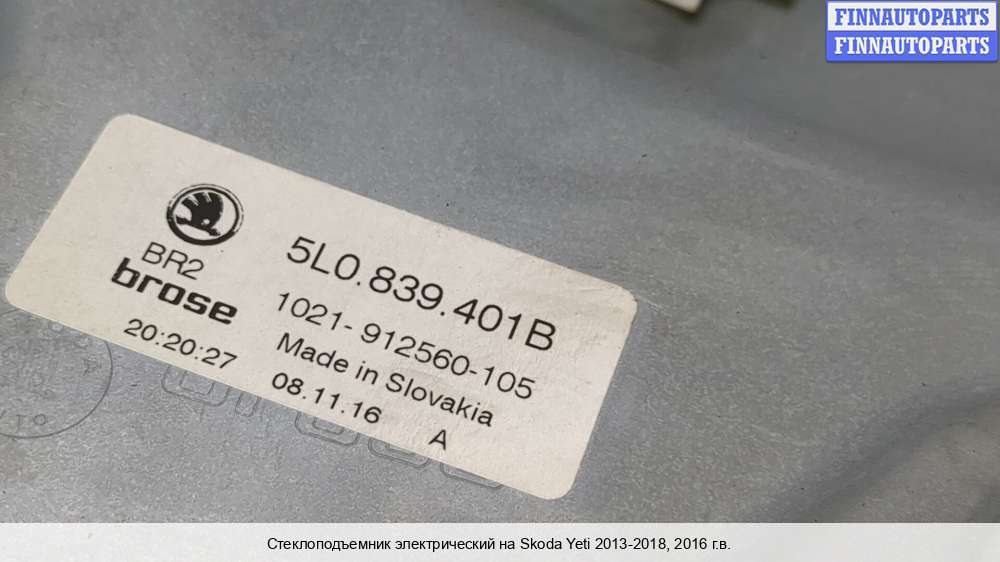 FINNAUTOPARTS
FINNAUTOPARTS
5L0.839.401B
BR2
brose
1021-912560-105
20:20:27
Made in Slovakia
08.11.16
A
Стеклоподъемник электрический на Skoda Yeti 2013-2018, 2016 г.в.